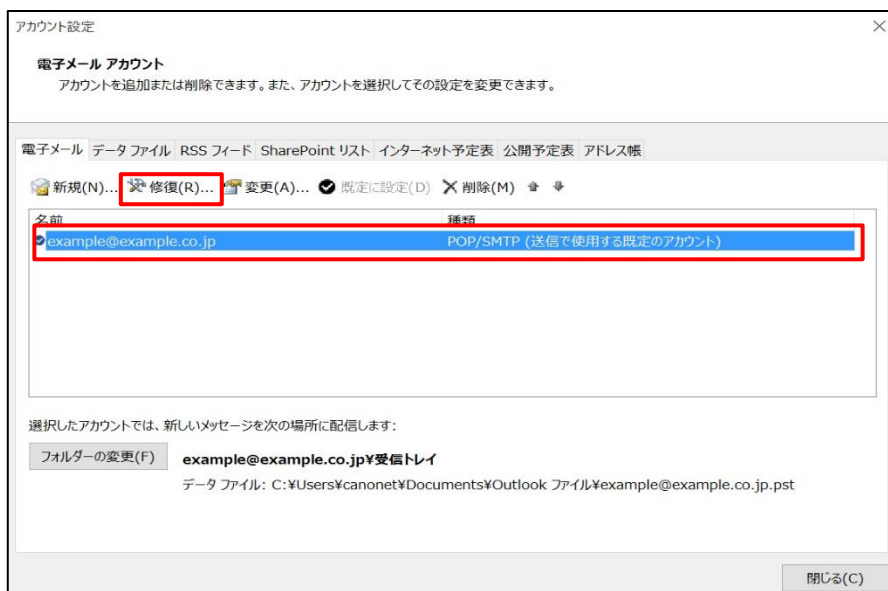 アカウント設定
電子メール アカウント
アカウントを追加または削除できます。また、アカウントを選択してその設定を変更できます。
電子メール データ ファイル RSS フィード SharePoint リスト インターネット予定表 公開予定表 アドレス帳
新規(N)... 修復(R)... 変更(A)... 既定に設定(D) 削除(M)
名前 種類
example@example.co.jp POP/SMTP (送信で使用する既定のアカウント)
選択したアカウントでは、新しいメッセージを次の場所に配信します:
フォルダーの変更(F) example@example.co.jp¥受信トレイ
データ ファイル: C:¥Users¥canonet¥Documents¥Outlook ファイル¥example@example.co.jp.pst
閉じる(C)